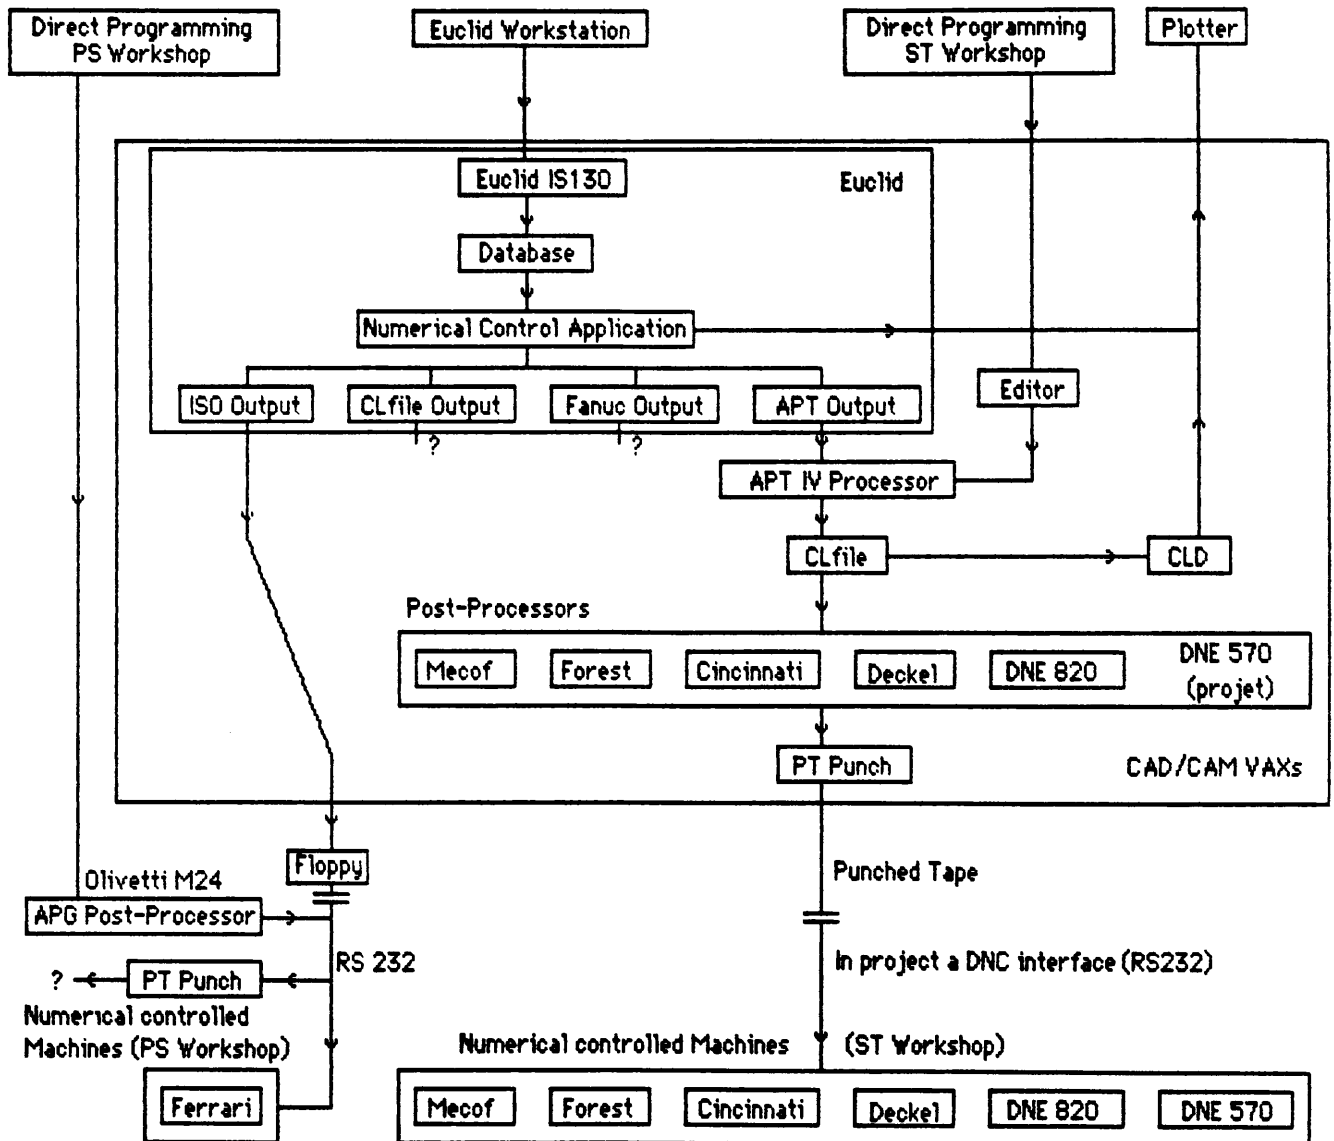 Direct Programming
PS Workshop
Euclid Workstation
Direct Programming
ST Workshop
Plotter
Euclid IS130
Euclid
Database
Numerical Control Application
ISO Output
CLfile Output
Fanuc Output
APT Output
Editor
?
?
APT IV Processor
CLfile
CLD
Post-Processors
Mecof
Forest
Cincinnati
Deckel
DNE 820
DNE 570
(projet)
PT Punch
CAD/CAM VAXs
Floppy
Olivetti M24
Punched Tape
APG Post-Processor
RS 232
In project a DNC interface (RS232)
?
PT Punch
Numerical controlled
Machines (PS Workshop)
Numerical controlled Machines (ST Workshop)
Ferrari
Mecof
Forest
Cincinnati
Deckel
DNE 820
DNE 570